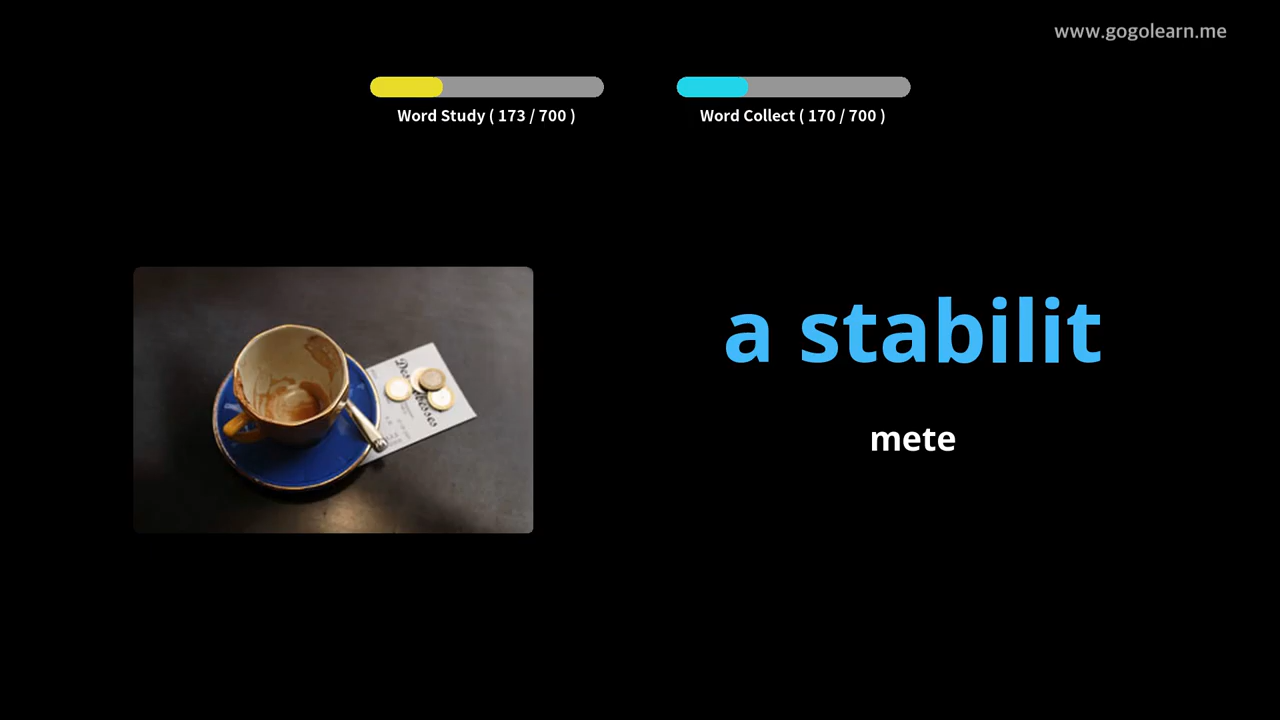 www.gogolearn.me
Word Study ( 173 / 700 )
Word Collect ( 170 / 700 )
a stabilit
mete